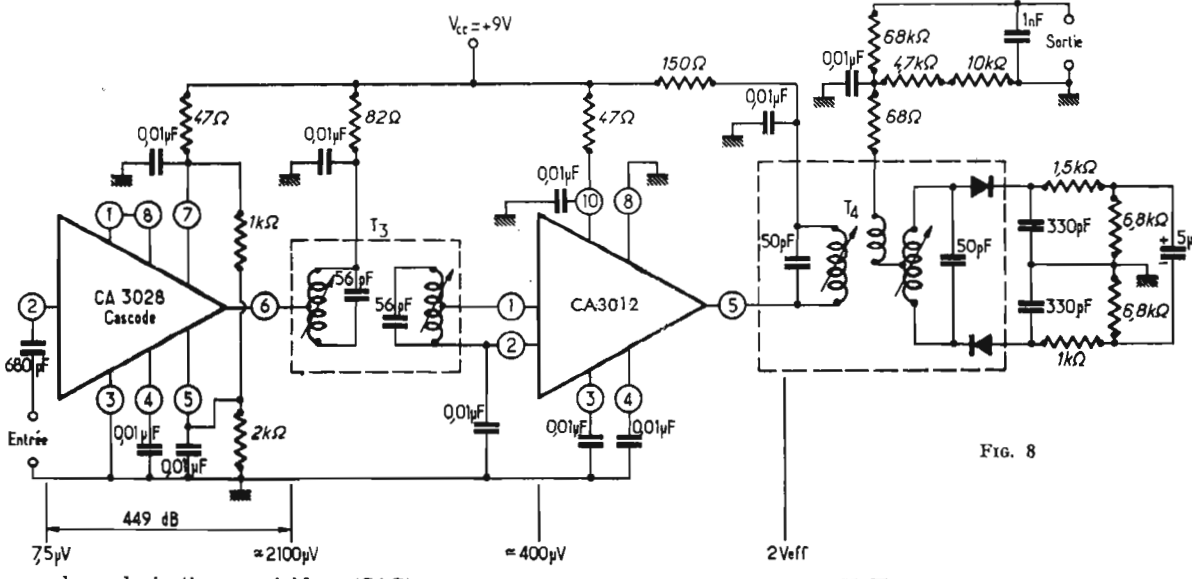 Vcc=+9V
68kΩ
1nF
Sortie
0,01µF
4,7kΩ
10kΩ
150Ω
47Ω
82Ω
47Ω
0,01µF
68Ω
0,01µF
0,01µF
0,01µF
1
8
7
10
8
1kΩ
T3
T4
1,5kΩ
56pF
56pF
50pF
50pF
330pF
6,8kΩ
5µ
+
-
2
CA 3028
Cascode
6
1
CA3012
5
2
330pF
6,8kΩ
680pF
1kΩ
3
4
5
3
4
Entrée
0,01µF
0,01µF
2kΩ
0,01µF
0,01µF
0,01µF
FIG. 8
449 dB
7,5µV
≈2100µV
≃400µV
2Veff